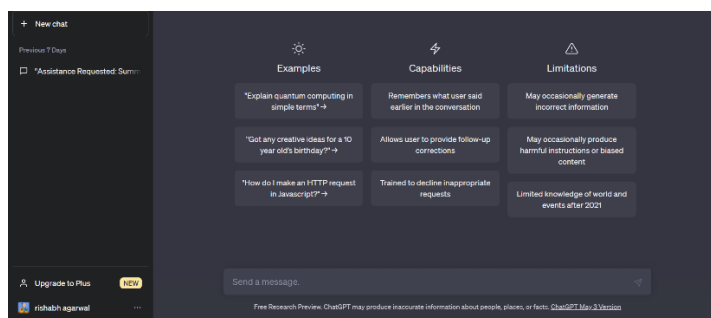 + New chat
Previous 7 Days
"Assistance Requested: Summ
Upgrade to Plus NEW
rishabh agarwal ...
Examples
"Explain quantum computing in
simple terms" →
"Got any creative ideas for a 10
year old's birthday?" →
"How do I make an HTTP request
in Javascript?" →
Capabilities
Remembers what user said
earlier in the conversation
Allows user to provide follow-up
corrections
Trained to decline inappropriate
requests
Limitations
May occasionally generate
incorrect information
May occasionally produce
harmful instructions or biased
content
Limited knowledge of world and
events after 2021
Send a message.
Free Research Preview. ChatGPT may produce inaccurate information about people, places, or facts. ChatGPT May 3 Version